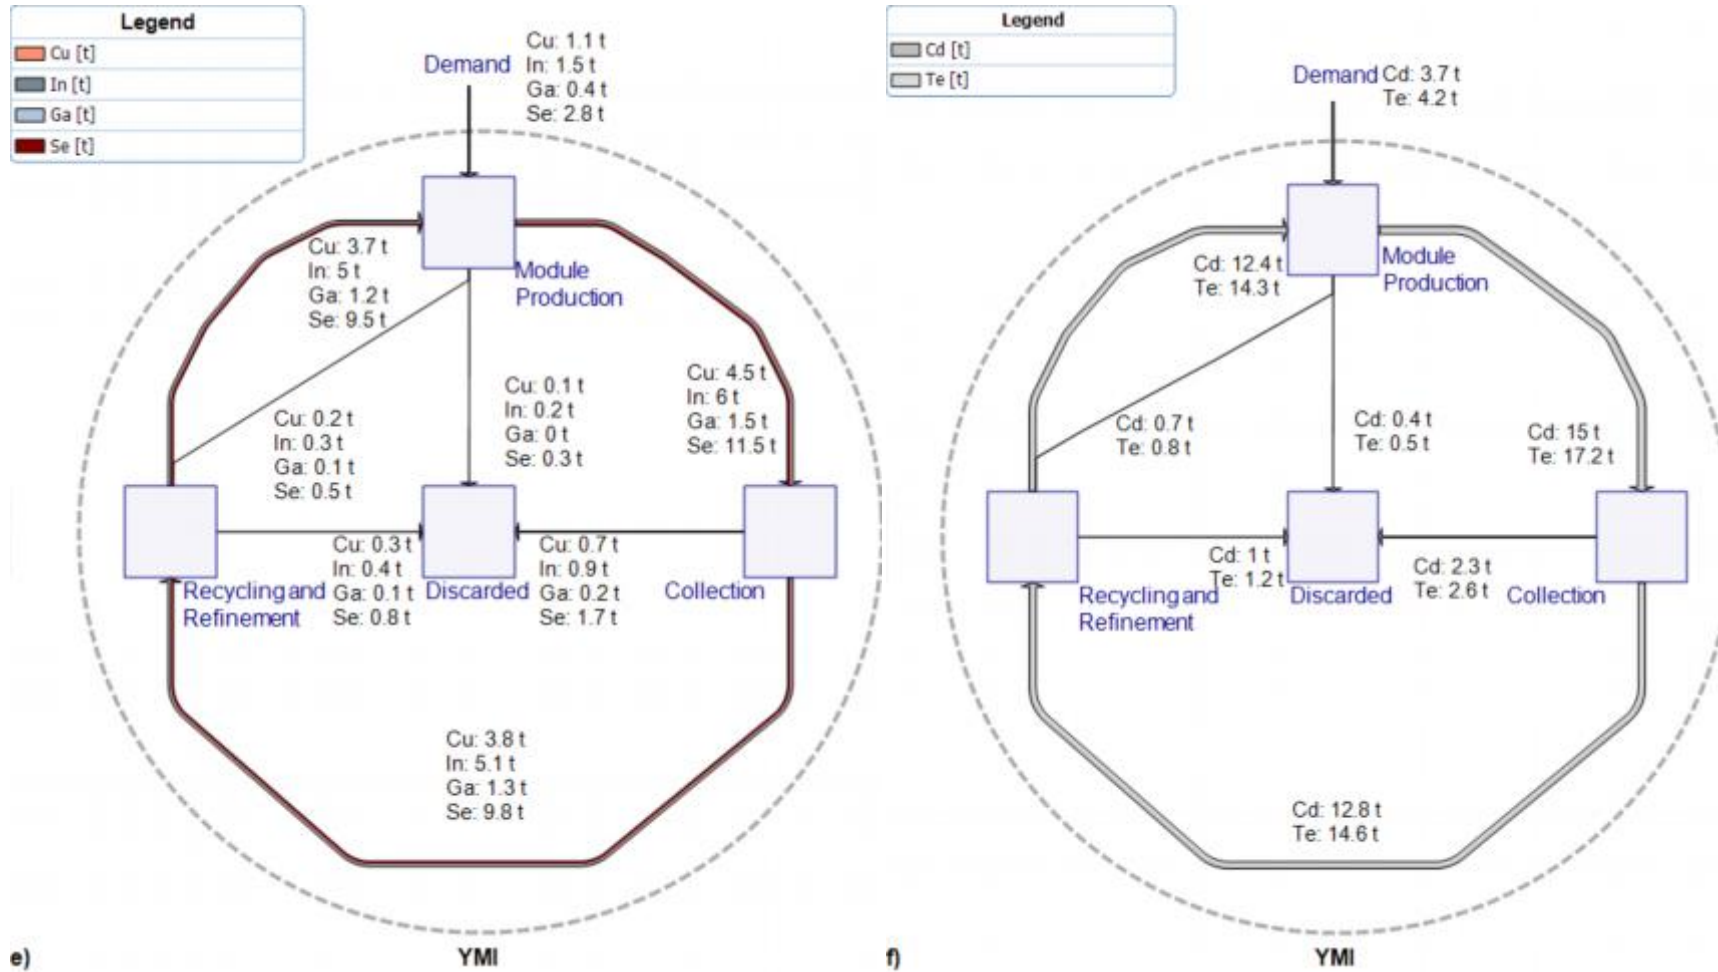 Legend
Cu [t]
In [t]
Ga [t]
Se [t]
Demand
Cu: 1.1 t
In: 1.5 t
Ga: 0.4 t
Se: 2.8 t
Module
Production
Cu: 3.7 t
In: 5 t
Ga: 1.2 t
Se: 9.5 t
Cu: 4.5 t
In: 6 t
Ga: 1.5 t
Se: 11.5 t
Cu: 0.1 t
In: 0.2 t
Ga: 0 t
Se: 0.3 t
Cu: 0.2 t
In: 0.3 t
Ga: 0.1 t
Se: 0.5 t
Cu: 0.3 t
In: 0.4 t
Ga: 0.1 t
Se: 0.8 t
Cu: 0.7 t
In: 0.9 t
Ga: 0.2 t
Se: 1.7 t
Recycling and
Refinement
Discarded
Collection
Cu: 3.8 t
In: 5.1 t
Ga: 1.3 t
Se: 9.8 t
e)
YMI
Legend
Cd [t]
Te [t]
Demand
Cd: 3.7 t
Te: 4.2 t
Module
Production
Cd: 12.4 t
Te: 14.3 t
Cd: 0.7 t
Te: 0.8 t
Cd: 0.4 t
Te: 0.5 t
Cd: 15 t
Te: 17.2 t
Cd: 1 t
Te: 1.2 t
Cd: 2.3 t
Te: 2.6 t
Recycling and
Refinement
Discarded
Collection
Cd: 12.8 t
Te: 14.6 t
f)
YMI